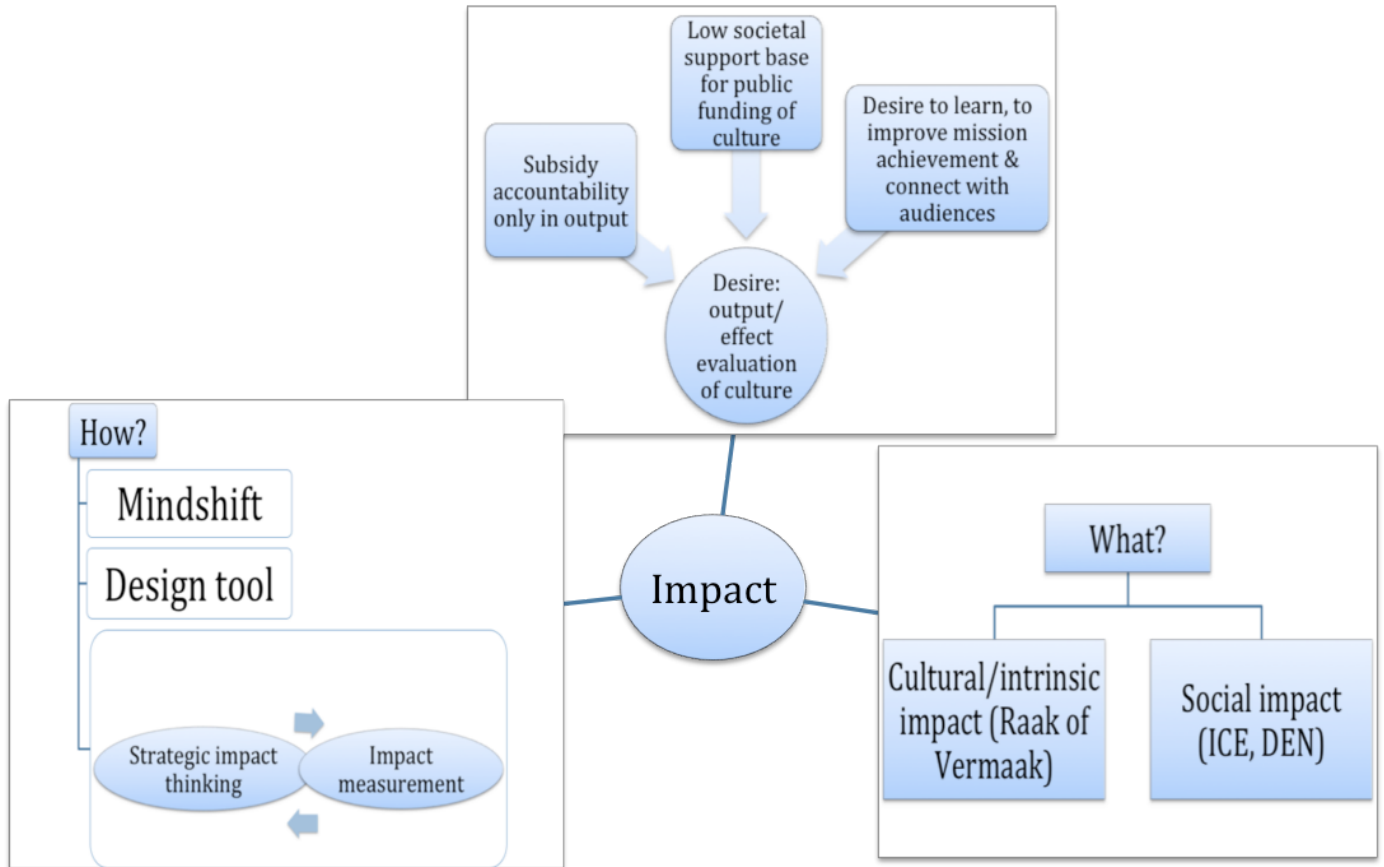 Low societal
support base
for public
funding of
culture
Subsidy
accountability
only in output
Desire to learn, to
improve mission
achievement &
connect with
audiences
Desire:
output/
effect
evaluation
of culture
How?
Mindshift
Design tool
Strategic impact
thinking
Impact
measurement
Impact
What?
Cultural/intrinsic
impact (Raak of
Vermaak)
Social impact
(ICE, DEN)